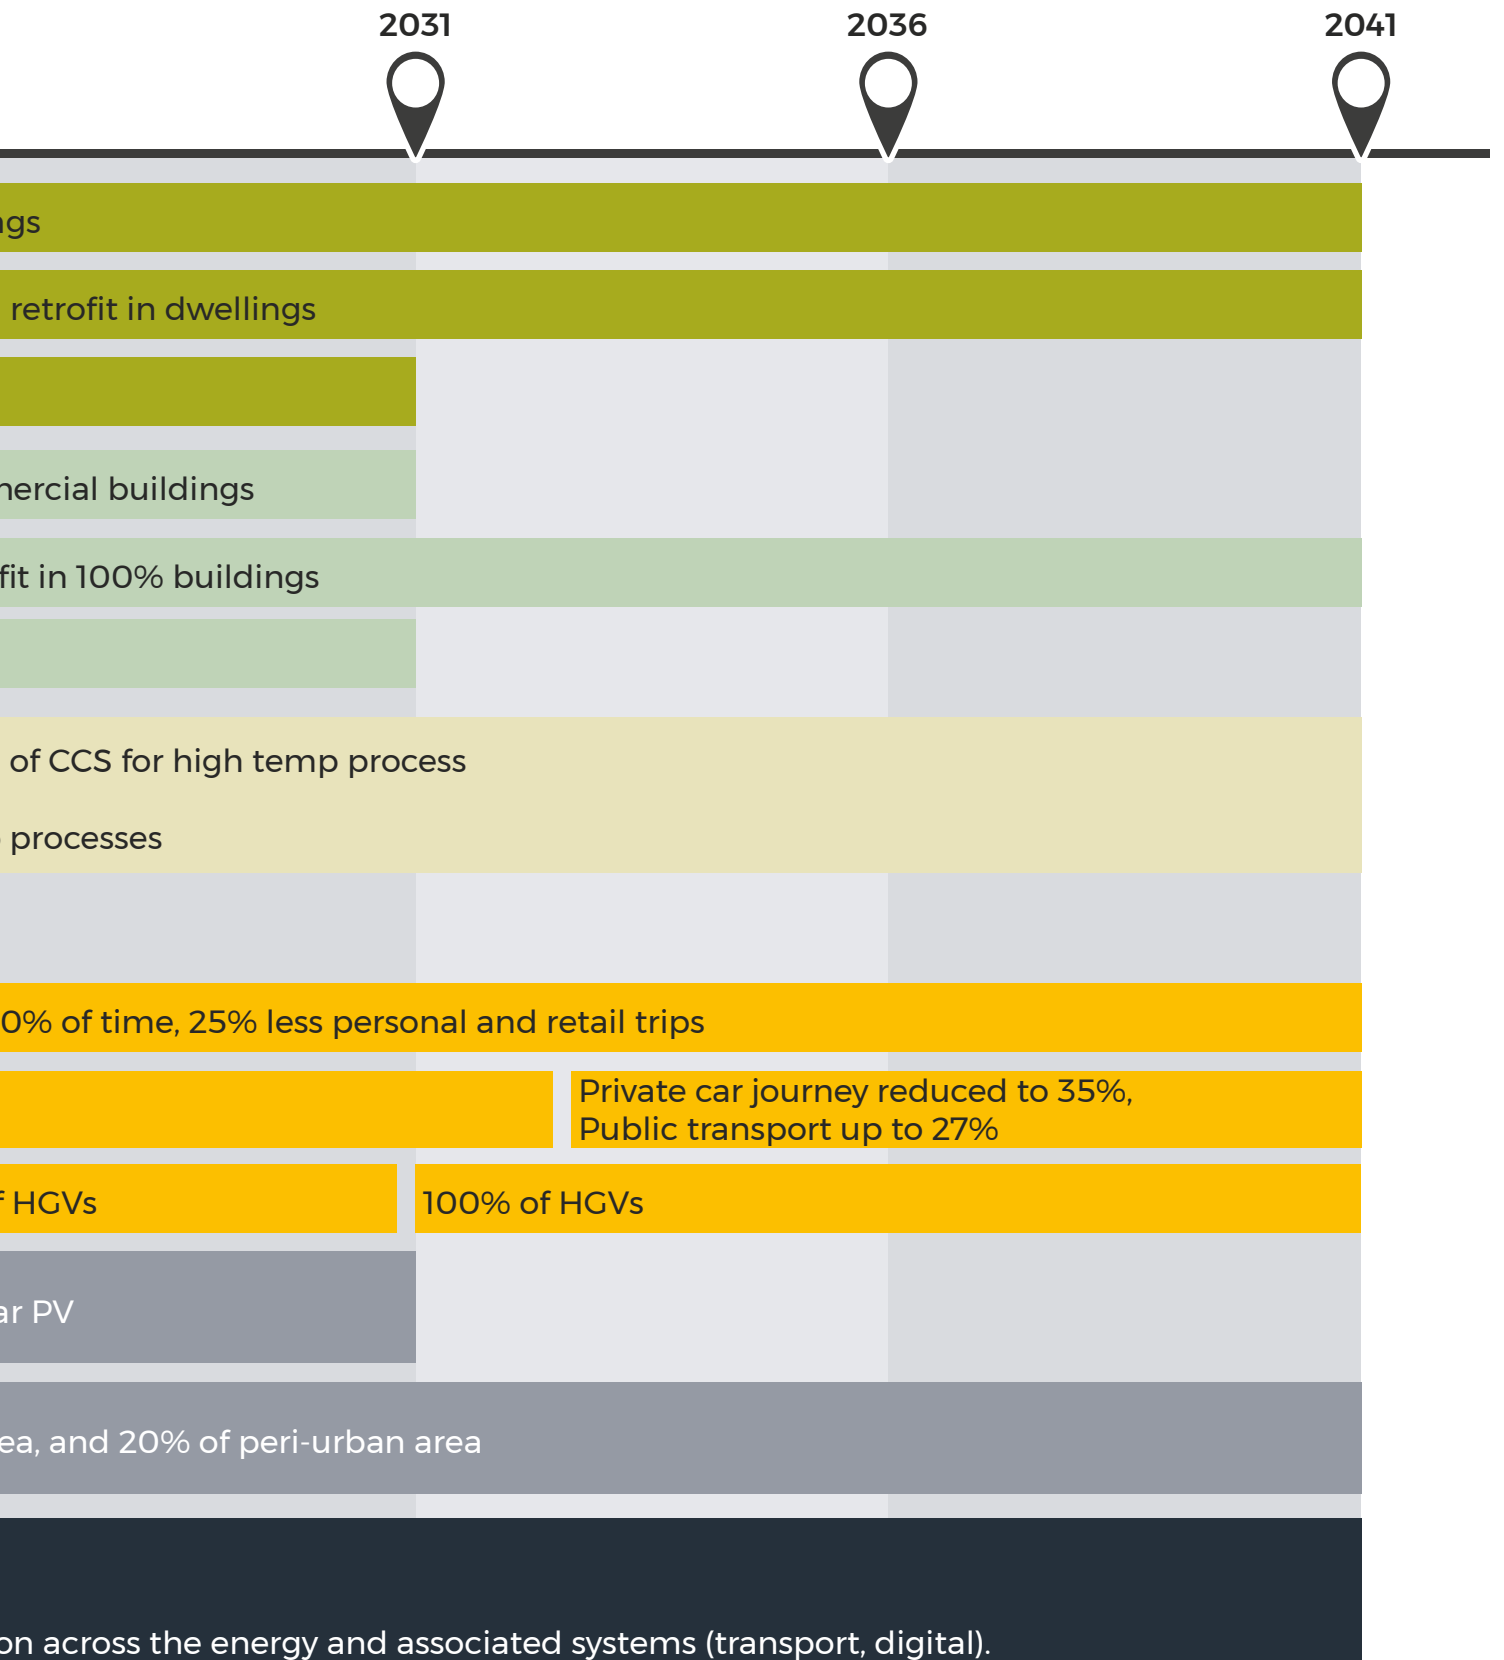 2031 2036 2041
ngs
retrofit in dwellings
mercial buildings
fit in 100% buildings
of CCS for high temp process
processes
0% of time, 25% less personal and retail trips
Private car journey reduced to 35%,
Public transport up to 27%
f HGVs
100% of HGVs
ar PV
ea, and 20% of peri-urban area
on across the energy and associated systems (transport, digital).